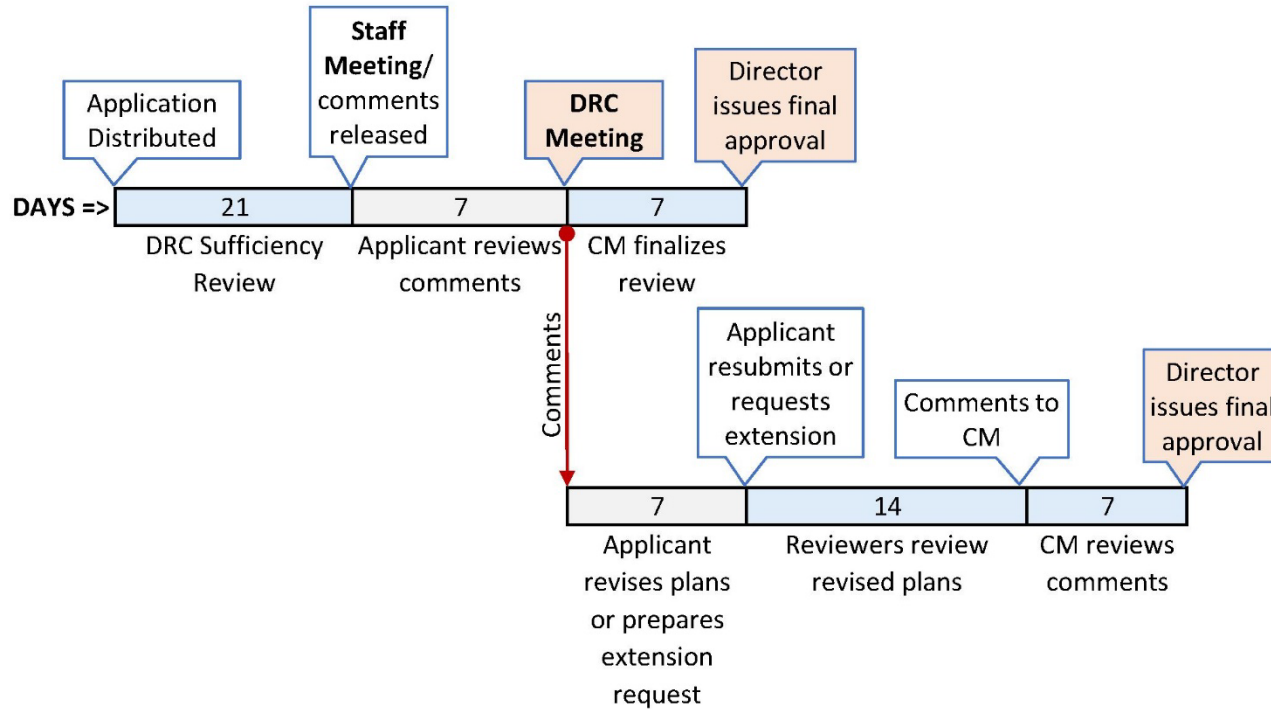 Application
Distributed
Staff
Meeting/
comments
released
DRC
Meeting
Director
issues final
approval
DAYS =>
21
7
7
DRC Sufficiency
Review
Applicant reviews
comments
CM finalizes
review
Comments
Applicant
resubmits or
requests
extension
Comments to
CM
Director
issues final
approval
7
14
7
Applicant
revises plans
or prepares
extension
request
Reviewers review
revised plans
CM reviews
comments